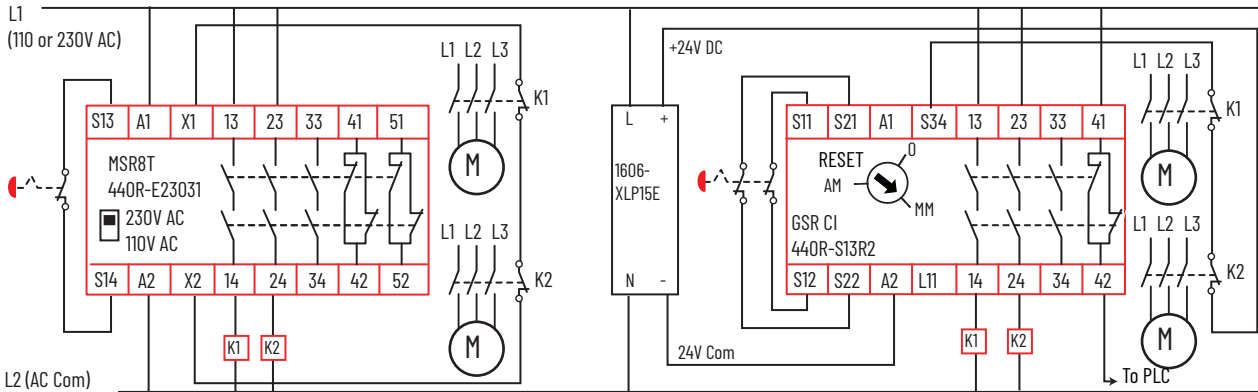 L1
(110 or 230V AC)
L1 L2 L3
K1
M
S13 A1 X1 13 23 33 41 51
MSR8T
440R-E23031
230V AC
110V AC
S14 A2 X2 14 24 34 42 52
L1 L2 L3
K2
M
K1 K2
L2 (AC Com)
+24V DC
L +
1606-
XLP15E
N -
24V Com
L1 L2 L3
K1
M
S11 S21 A1 S34 13 23 33 41
RESET
0
AM
MM
GSR CI
440R-S13R2
S12 S22 A2 L11 14 24 34 42
L1 L2 L3
K2
M
K1 K2
To PLC